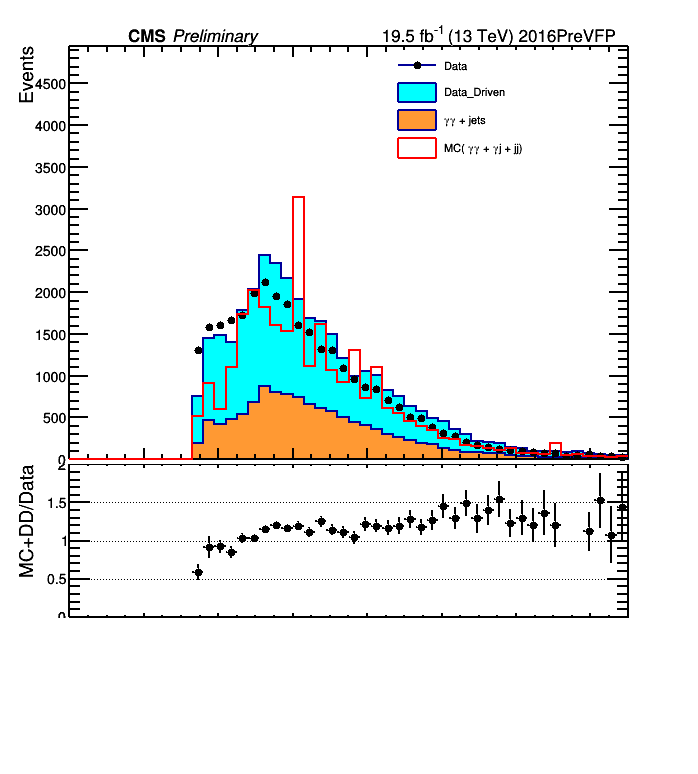 CMS Preliminary 19.5 fb⁻¹ (13 TeV) 2016PreVFP
Events
4500
4000
3500
3000
2500
2000
1500
1000
500
0
Data
Data_Driven
γγ + jets
MC( γγ + γj + jj)
MC+DD/Data
2
1.5
1
0.5
0